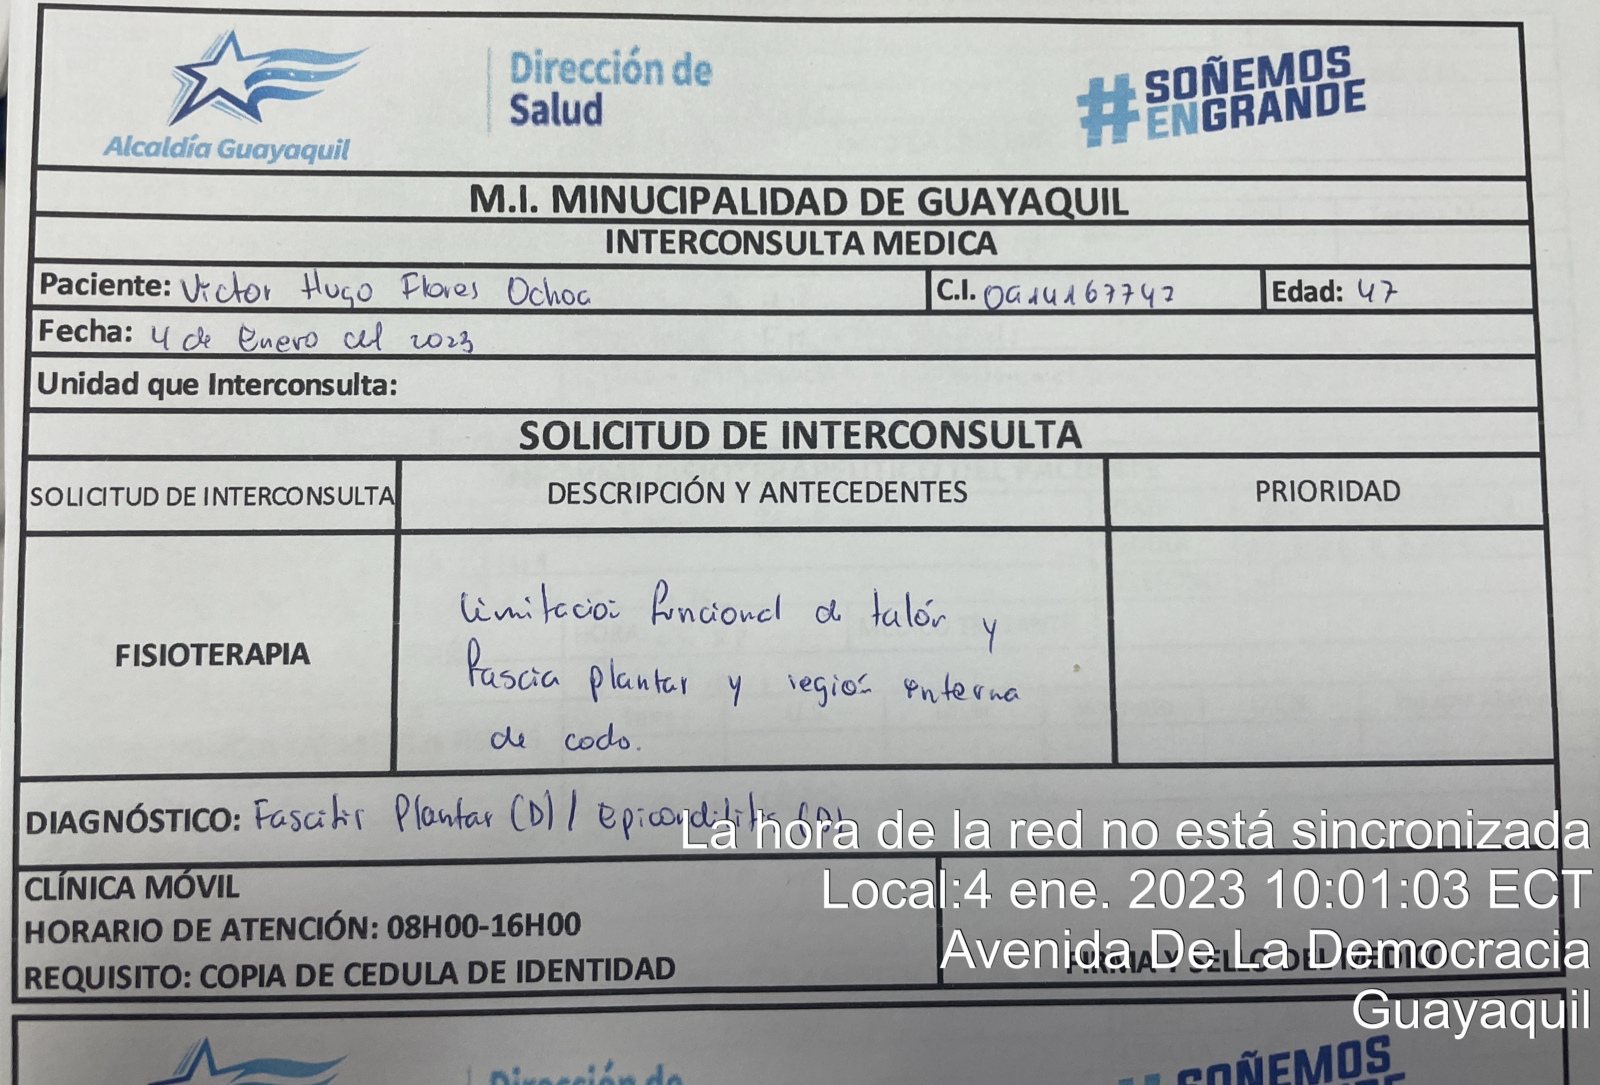 Alcaldía Guayaquil
Dirección de
Salud
#SOÑEMOS
ENGRANDE
M.I. MINUCIPALIDAD DE GUAYAQUIL
INTERCONSULTA MEDICA
Paciente: Victor Hugo Flores Ochoa C.I. 0914167742 Edad: 47
Fecha: 4 de Enero del 2023
Unidad que Interconsulta:
SOLICITUD DE INTERCONSULTA
SOLICITUD DE INTERCONSULTA DESCRIPCIÓN Y ANTECEDENTES PRIORIDAD
FISIOTERAPIA
limitación funcional de talón y
Fascia plantar y región interna
de codo.
DIAGNÓSTICO: Fascitis Plantar (D) / Epicondilitis (D)
CLÍNICA MÓVIL
HORARIO DE ATENCIÓN: 08H00-16H00
REQUISITO: COPIA DE CEDULA DE IDENTIDAD
FIRMA Y SELLO DEL MEDICO
La hora de la red no está sincronizada
Local:4 ene. 2023 10:01:03 ECT
Avenida De La Democracia
Guayaquil
Dirección de
SOÑEMOS